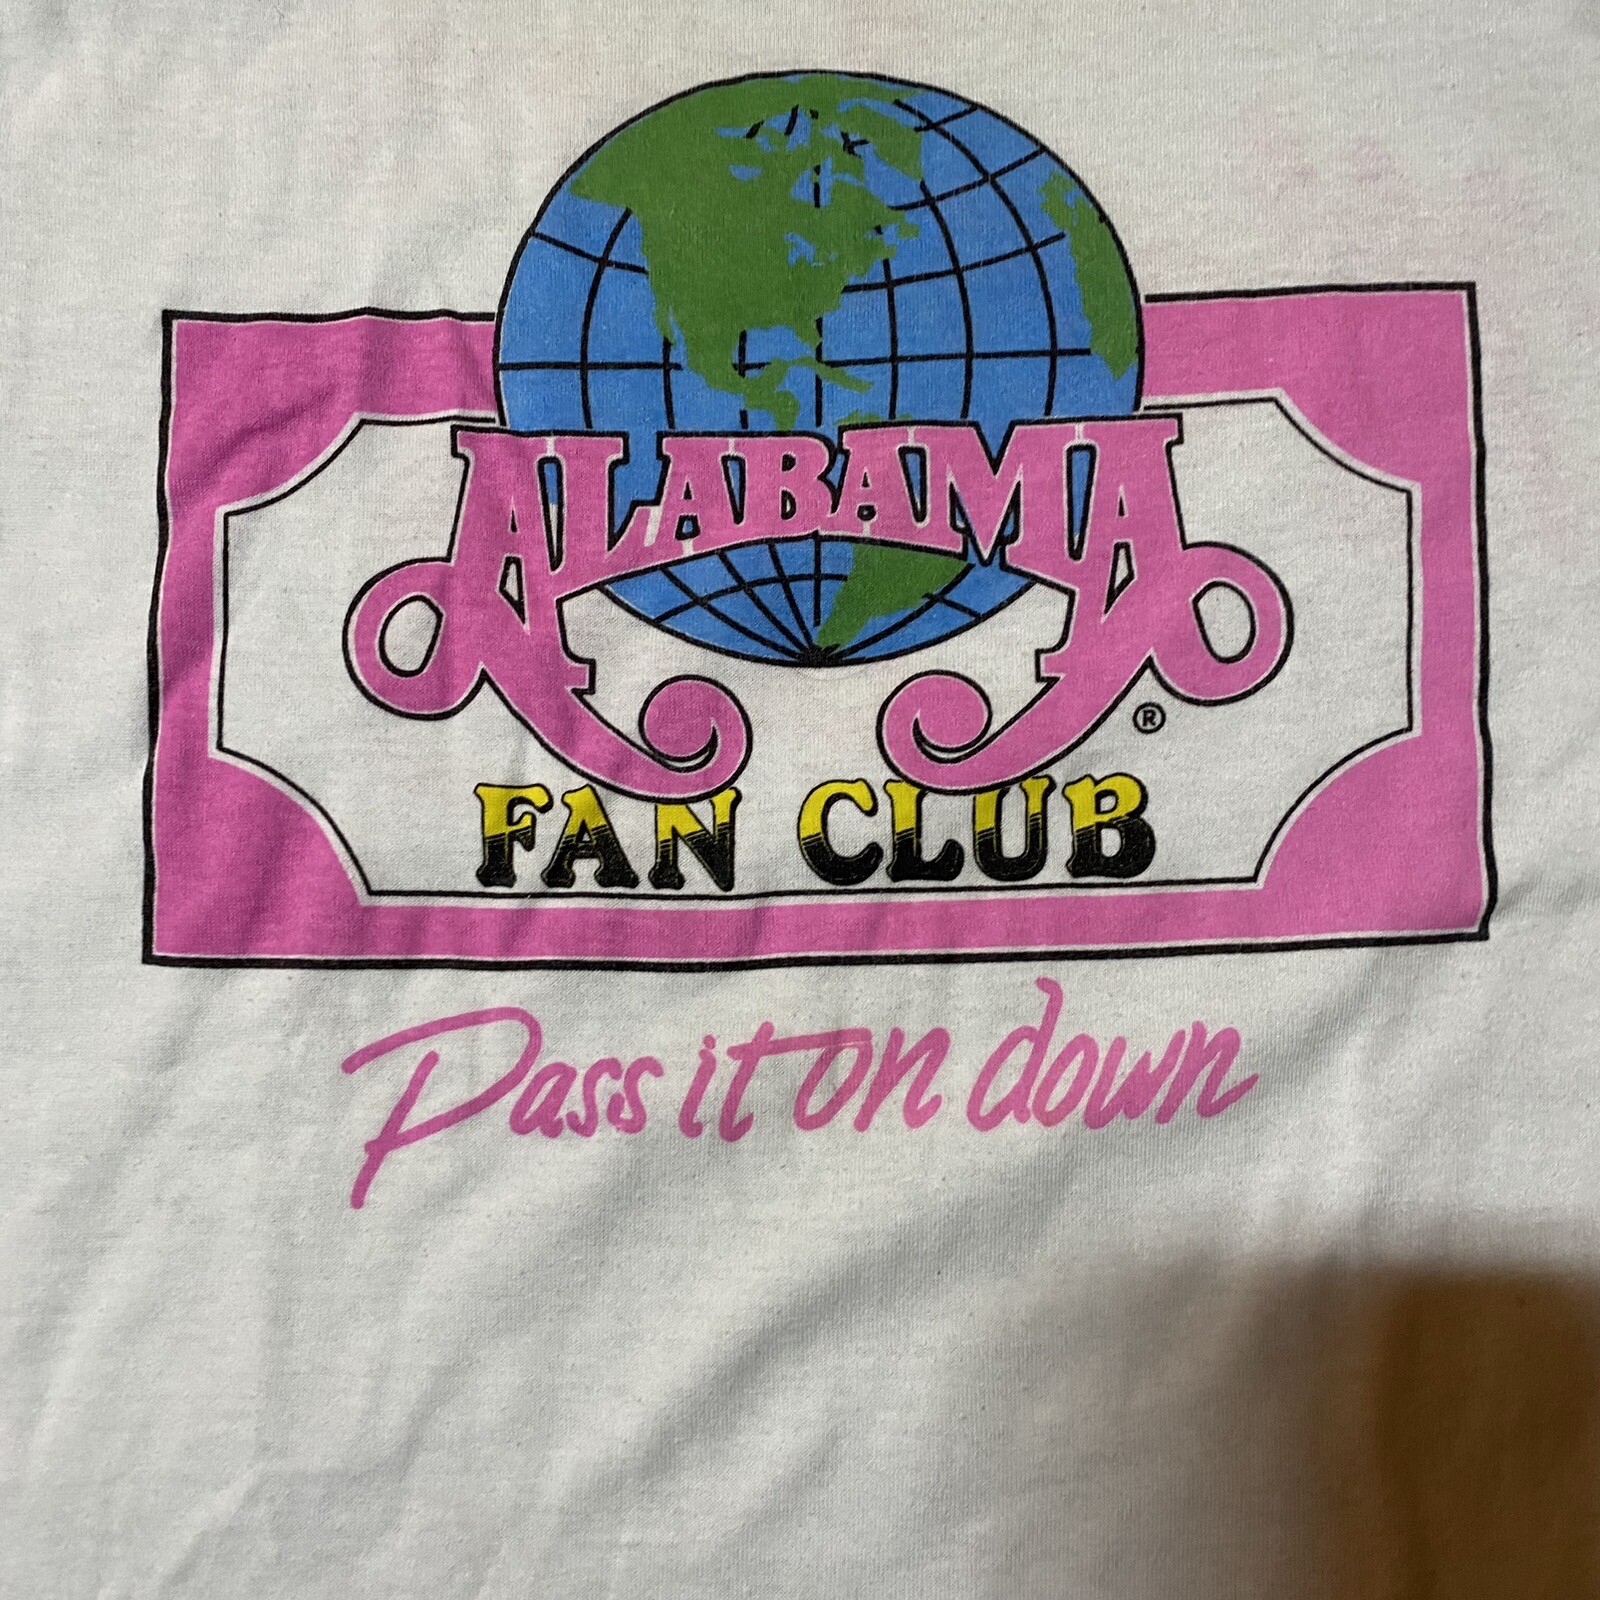 ALABAMA
®
FAN CLUB
Pass it on down